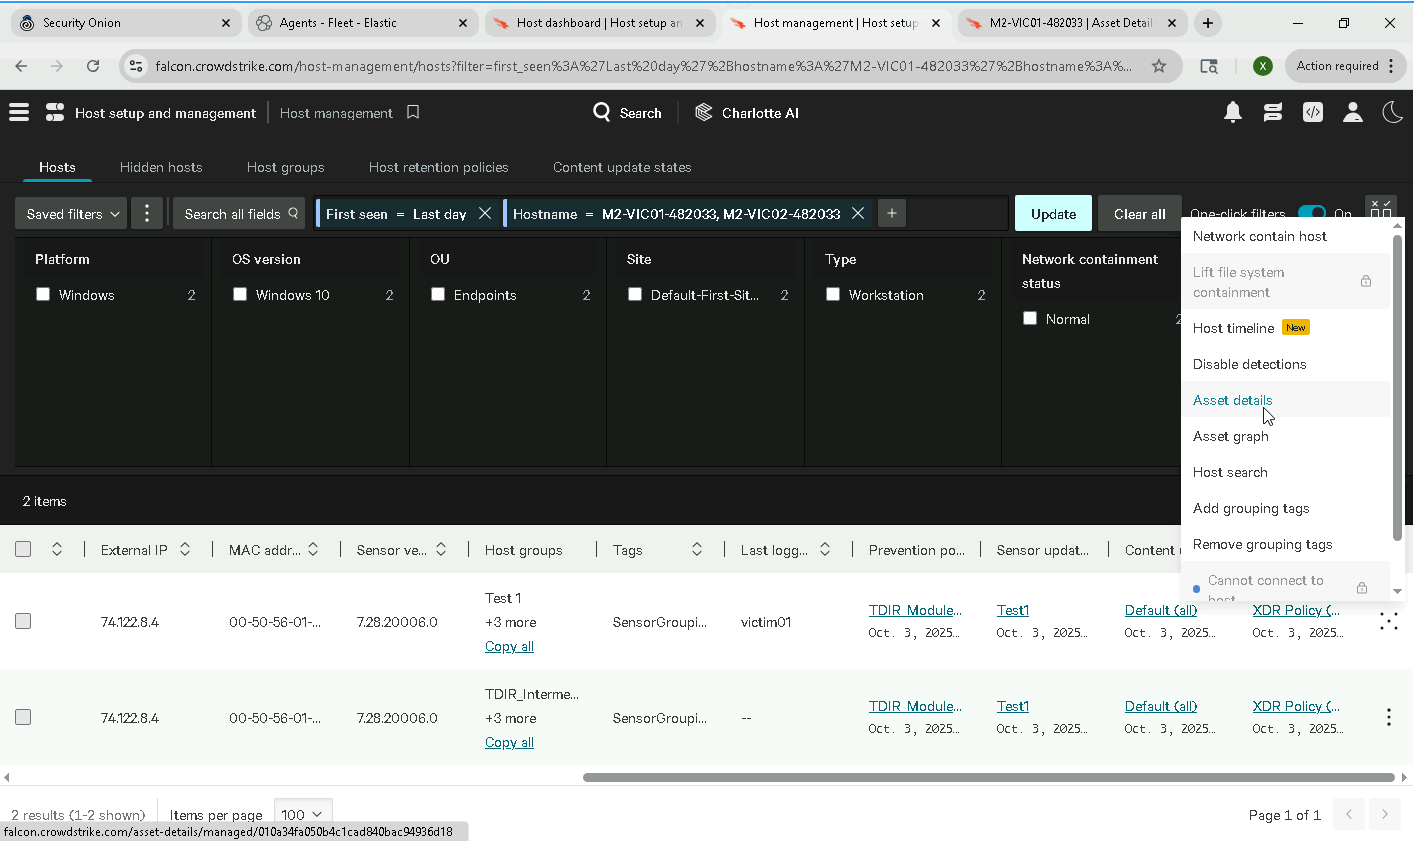 Security Onion
Agents - Fleet - Elastic
Host dashboard | Host setup an
Host management | Host setup
M2-VIC01-482033 | Asset Detail
falcon.crowdstrike.com/host-management/hosts?filter=first_seen%3A%27Last%20day%27%2Bhostname%3A%27M2-VIC01-482033%27%2Bhostname%3A%...
X
Action required
Host setup and management
Host management
Search
Charlotte AI
Hosts
Hidden hosts
Host groups
Host retention policies
Content update states
Saved filters
Search all fields
First seen = Last day
Hostname = M2-VIC01-482033, M2-VIC02-482033
Update
Clear all
One-click filters
On
Platform
OS version
OU
Site
Type
Network containment
status
Windows 2
Windows 10 2
Endpoints 2
Default-First-Sit... 2
Workstation 2
Normal 2
Network contain host
Lift file system
containment
Host timeline New
Disable detections
Asset details
Asset graph
Host search
Add grouping tags
Remove grouping tags
Cannot connect to
host
2 items
External IP
MAC addr...
Sensor ve...
Host groups
Tags
Last logg...
Prevention po...
Sensor updat...
Content u
74.122.8.4
00-50-56-01-...
7.28.20006.0
Test 1
+3 more
Copy all
SensorGroupi...
victim01
TDIR_Module...
Oct. 3, 2025...
Test1
Oct. 3, 2025...
Default (all)
Oct. 3, 2025...
XDR Policy (...
Oct. 3, 2025...
74.122.8.4
00-50-56-01-...
7.28.20006.0
TDIR_Interme...
+3 more
Copy all
SensorGroupi...
--
TDIR_Module...
Oct. 3, 2025...
Test1
Oct. 3, 2025...
Default (all)
Oct. 3, 2025...
XDR Policy (...
Oct. 3, 2025...
2 results (1-2 shown)
Items per page
100
Page 1 of 1
falcon.crowdstrike.com/asset-details/managed/010a34fa050b4c1cad840bac94936d18